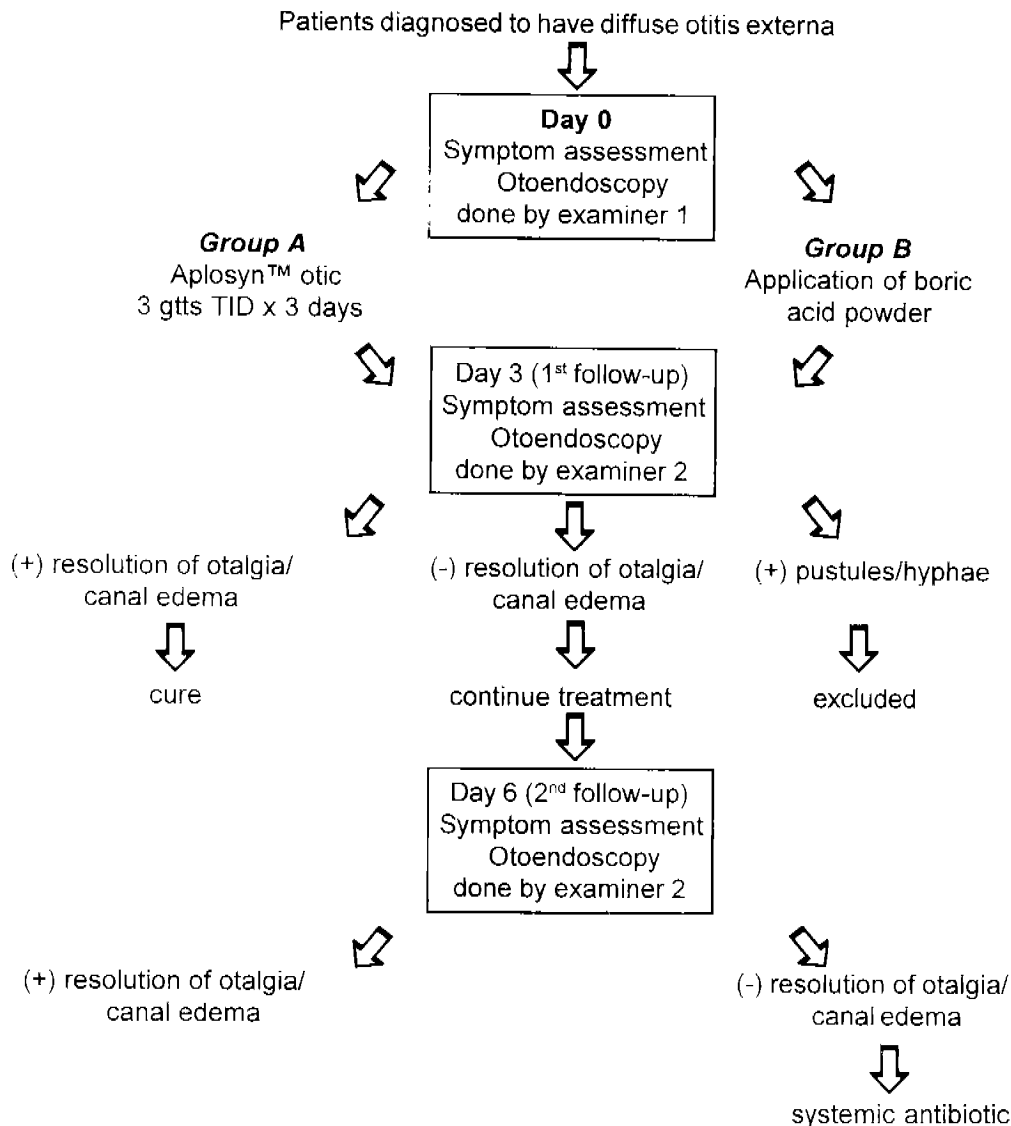 Patients diagnosed to have diffuse otitis externa
Day 0
Symptom assessment
Otoendoscopy
done by examiner 1
Group A
Aplosyn™ otic
3 gtts TID x 3 days
Group B
Application of boric
acid powder
Day 3 (1st follow-up)
Symptom assessment
Otoendoscopy
done by examiner 2
(+) resolution of otalgia/
canal edema
(-) resolution of otalgia/
canal edema
(+) pustules/hyphae
cure
continue treatment
excluded
Day 6 (2nd follow-up)
Symptom assessment
Otoendoscopy
done by examiner 2
(+) resolution of otalgia/
canal edema
(-) resolution of otalgia/
canal edema
systemic antibiotic